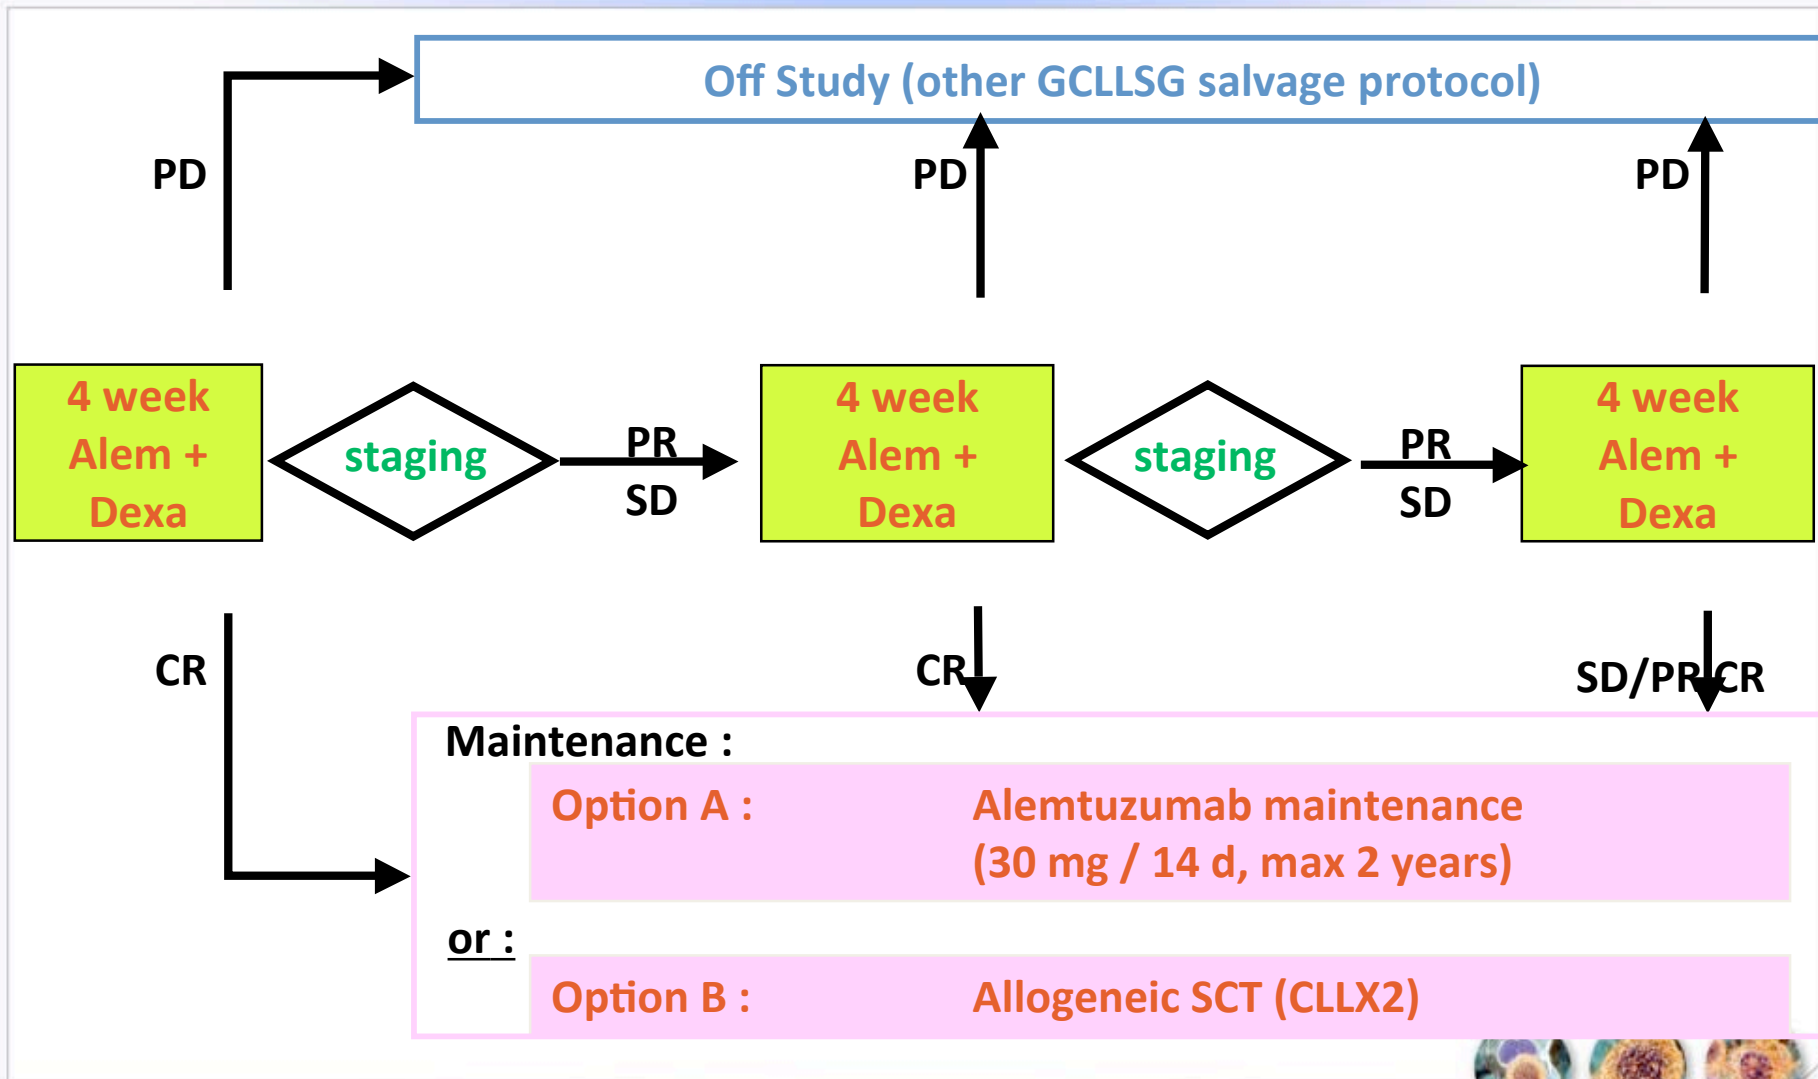 Off Study (other GCLLSG salvage protocol)
PD
PD
PD
4 week
Alem +
Dexa
staging
PR
SD
4 week
Alem +
Dexa
staging
PR
SD
4 week
Alem +
Dexa
CR
CR
SD/PR CR
Maintenance :
Option A : Alemtuzumab maintenance
(30 mg / 14 d, max 2 years)
or :
Option B : Allogeneic SCT (CLLX2)